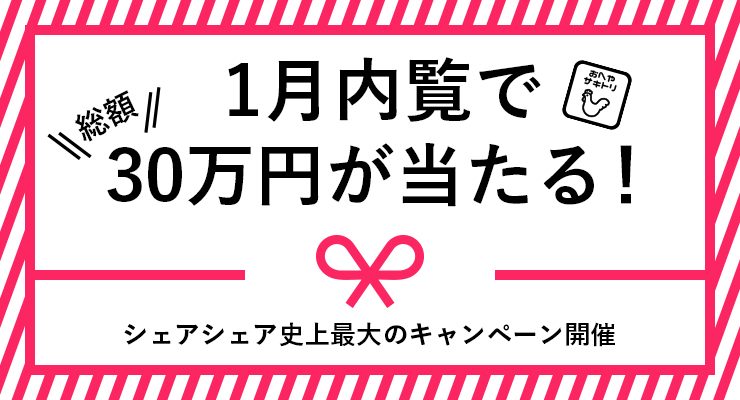 総額
1月内覧で
30万円が当たる！
おへや
サキトリ
シェアシェア史上最大のキャンペーン開催